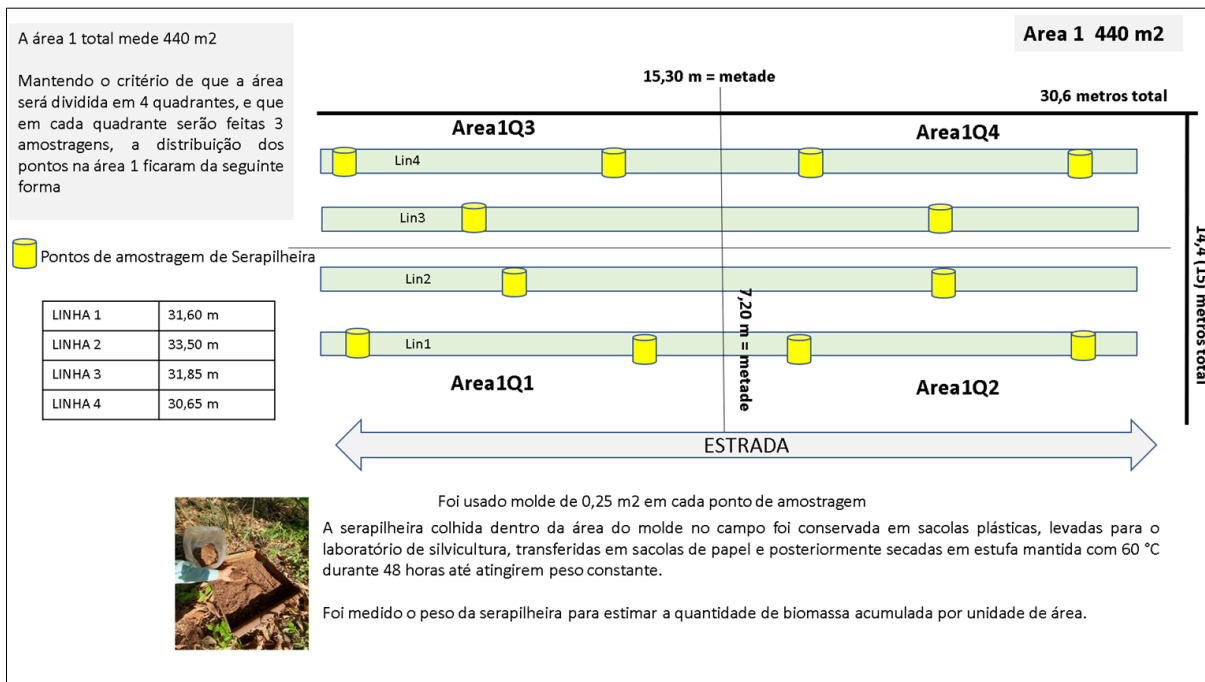 A área 1 total mede 440 m2
Mantendo o critério de que a área
será dividida em 4 quadrantes, e que
em cada quadrante serão feitas 3
amostragens, a distribuição dos
pontos na área 1 ficaram da seguinte
forma
Area 1 440 m2
15,30 m = metade
30,6 metros total
Area1Q3
Area1Q4
Lin4
Lin3
Pontos de amostragem de Serapilheira
14,4 (15) metros total
Lin2
7,20 m = metade
LINHA 1 31,60 m
LINHA 2 33,50 m
LINHA 3 31,85 m
LINHA 4 30,65 m
Lin1
Area1Q1
Area1Q2
ESTRADA
Foi usado molde de 0,25 m2 em cada ponto de amostragem
A serapilheira colhida dentro da área do molde no campo foi conservada em sacolas plásticas, levadas para o
laboratório de silvicultura, transferidas em sacolas de papel e posteriormente secadas em estufa mantida com 60 °C
durante 48 horas até atingirem peso constante.
Foi medido o peso da serapilheira para estimar a quantidade de biomassa acumulada por unidade de área.